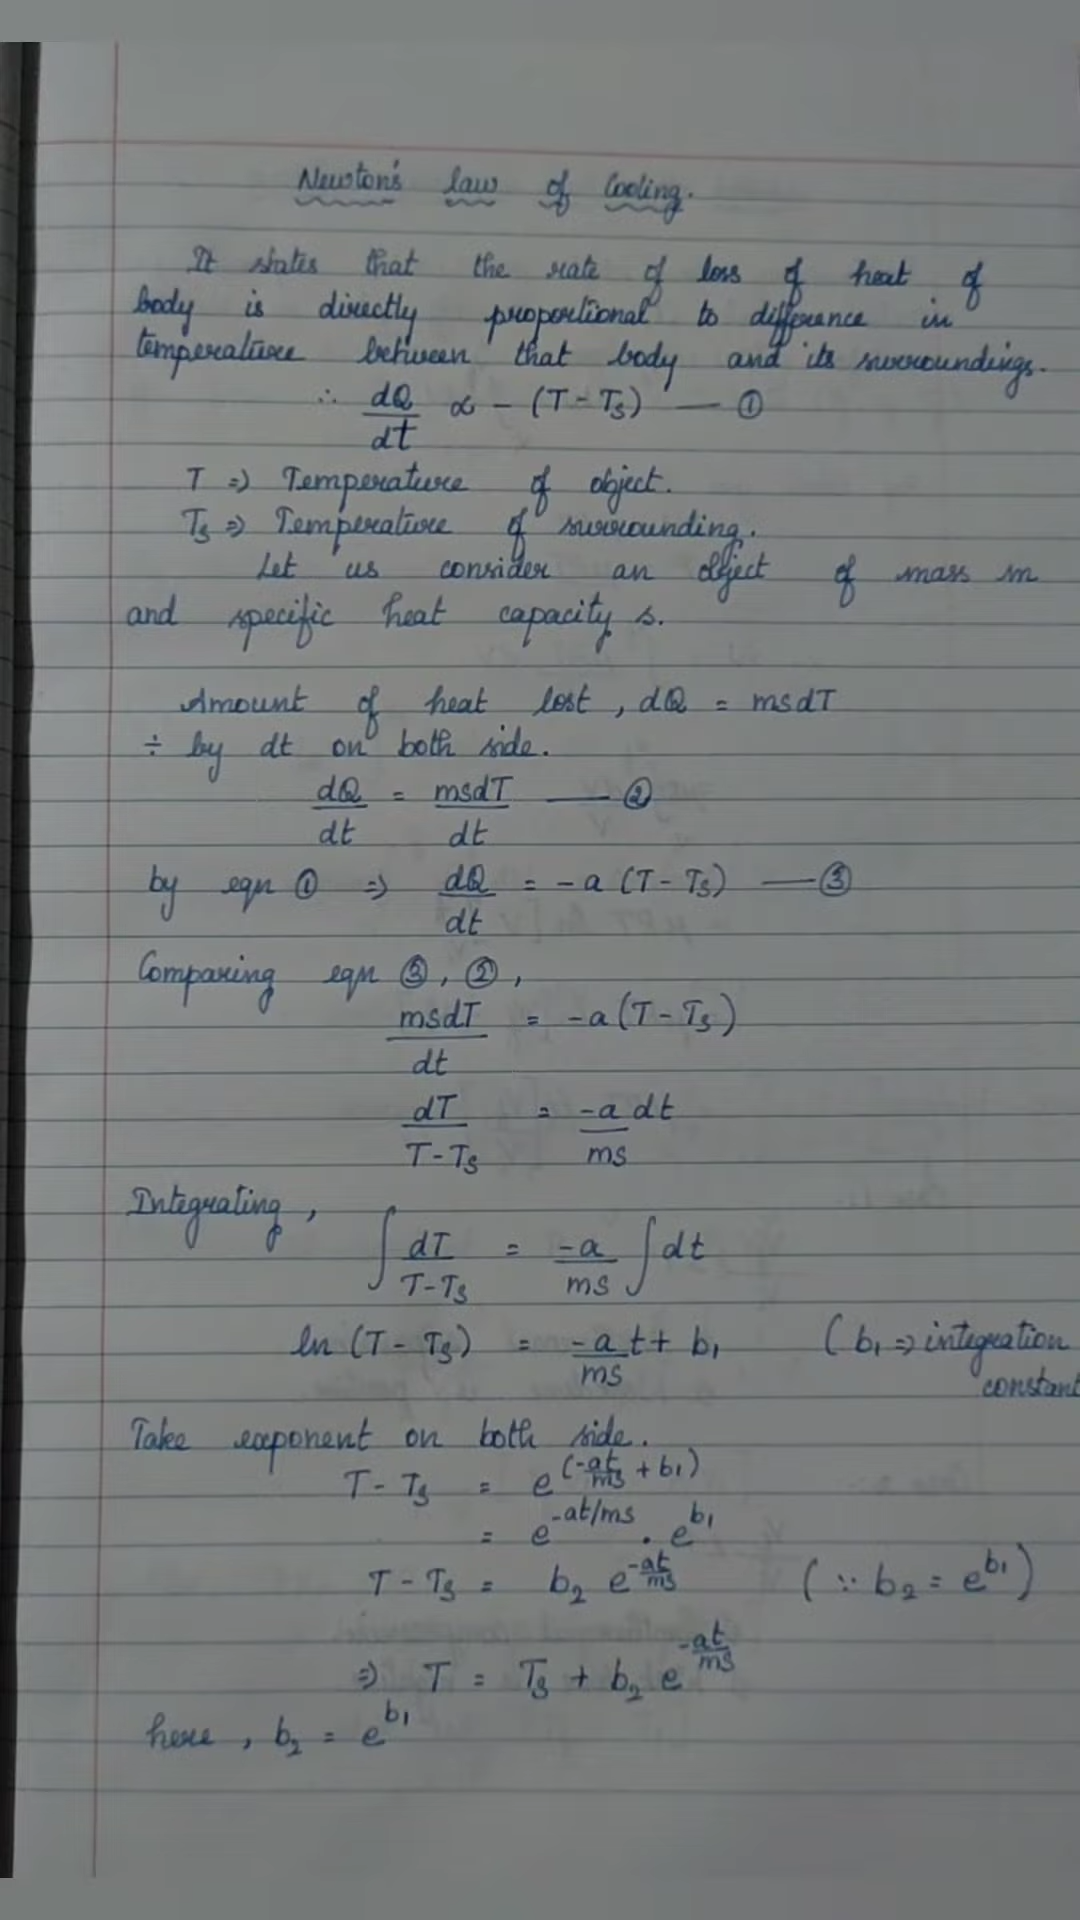 Newton's law of Cooling.
It states that the rate of loss of heat of
body is directly proportional to difference in
temperature between that body and its surroundings.
∴ dQ/dt ∝ - (T - Ts) — ①
T => Temperature of object.
Ts => Temperature of surrounding.
Let us consider an object of mass m
and specific heat capacity s.
Amount of heat lost, dQ = msdT
÷ by dt on both side.
dQ/dt = msdT/dt — ②
by eqn ① => dQ/dt = -a (T - Ts) — ③
Comparing eqn ③, ②,
msdT/dt = -a (T - Ts)
dT/(T - Ts) = -a/ms dt
Integrating,
∫ dT/(T - Ts) = -a/ms ∫ dt
ln (T - Ts) = -a/ms t + b₁ (b₁ => integration
constant
Take exponent on both side.
T - Ts = e^(-at/ms + b₁)
= e^-at/ms . e^b₁
T - Ts = b₂ e^-at/ms (∵ b₂ = e^b₁)
=> T = Ts + b₂ e^-at/ms
here, b₂ = e^b₁